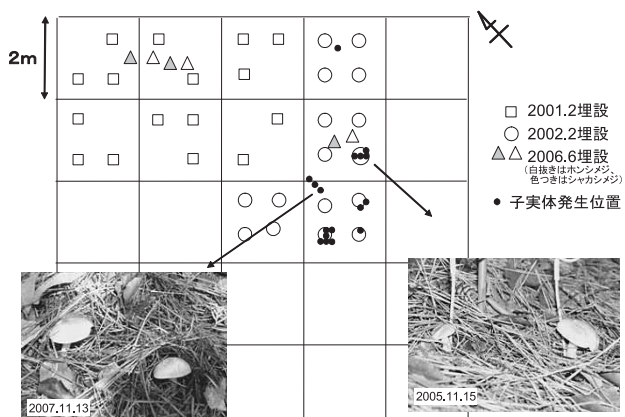 2m
□ 2001.2埋設
○ 2002.2埋設
▲△ 2006.6埋設
(白抜きはホンシメジ、
色つきはシャカシメジ)
● 子実体発生位置
2007.11.13
2005.11.15